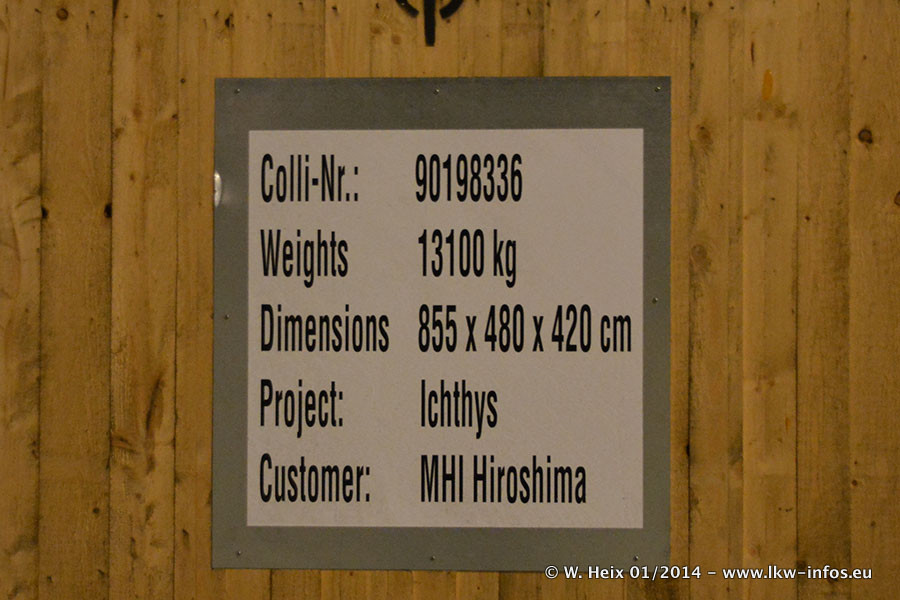 Colli-Nr.: 90198336
Weights 13100 kg
Dimensions 855 x 480 x 420 cm
Project: Ichthys
Customer: MHI Hiroshima
© W. Heix 01/2014 - www.lkw-infos.eu